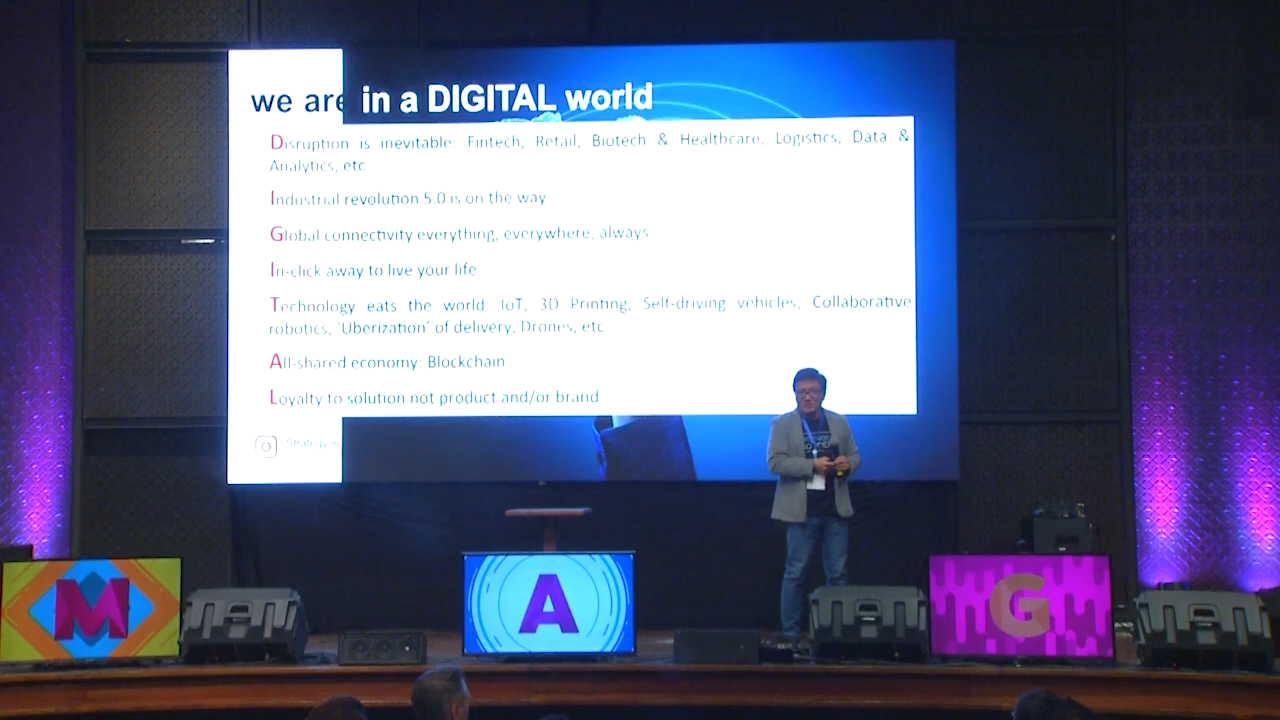 we are in a DIGITAL world
Disruption is inevitable: Fintech, Retail, Biotech & Healthcare, Logistics, Data &
Analytics, etc
Industrial revolution 5.0 is on the way
Global connectivity everything, everywhere, always
In-click away to live your life
Technology eats the world: IoT, 3D Printing, Self-driving vehicles, Collaborative
robotics, 'Uberization' of delivery, Drones, etc
All-shared economy: Blockchain
Loyalty to solution not product and/or brand
M
A
G